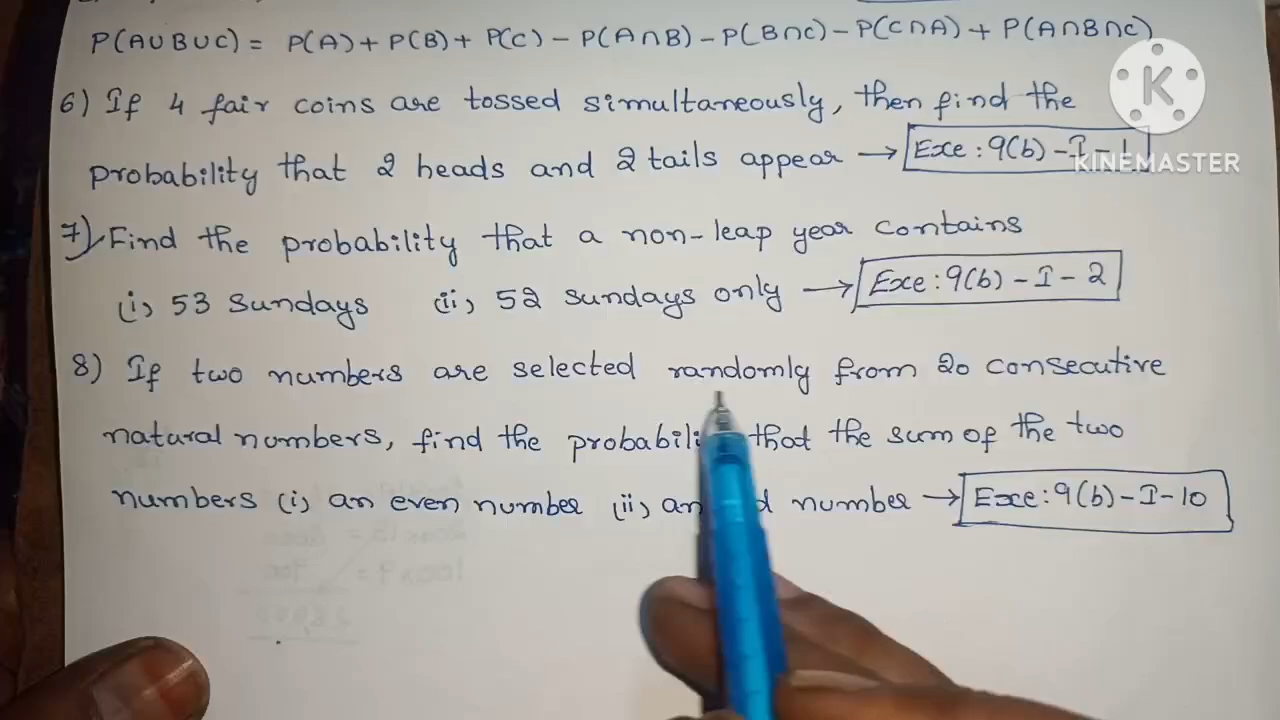 P(A∪B∪C) = P(A) + P(B) + P(C) - P(A∩B) - P(B∩C) - P(C∩A) + P(A∩B∩C)
6) If 4 fair coins are tossed simultaneously, then find the
probability that 2 heads and 2 tails appear → Exe: 9(b) - I - 1
7) Find the probability that a non-leap year contains
(i) 53 Sundays (ii) 52 sundays only → Exe: 9(b) - I - 2
8) If two numbers are selected randomly from 20 consecutive
natural numbers, find the that the sum of the two
numbers (i) an even number (ii) number → Exe: 9(b) - I - 10
K
KINEMASTER